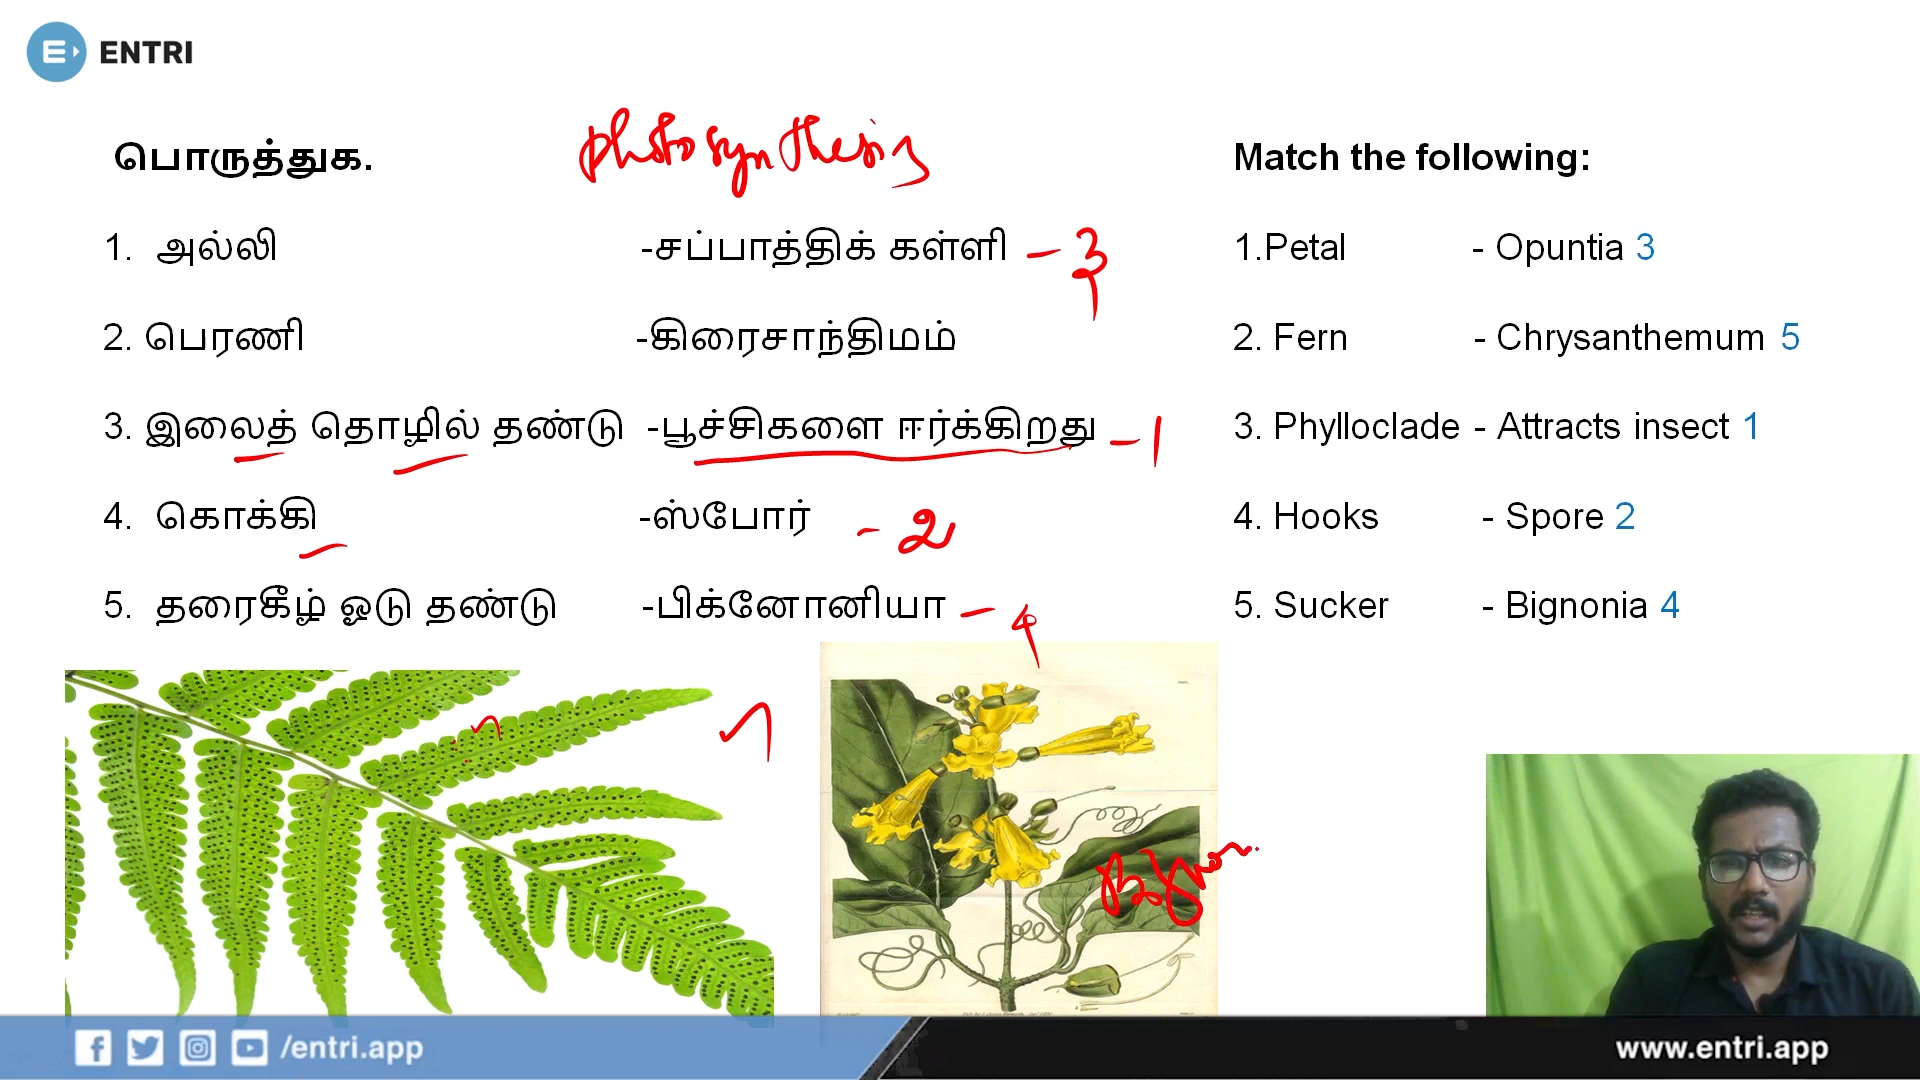 ENTRI
பொருத்துக.
photosynthesis
Match the following:
1. அல்லி -சப்பாத்திக் கள்ளி - 3
1.Petal - Opuntia 3
2. பெரணி -கிரைசாந்திமம்
2. Fern - Chrysanthemum 5
3. இலைத் தொழில் தண்டு -பூச்சிகளை ஈர்க்கிறது - 1
3. Phylloclade - Attracts insect 1
4. கொக்கி -ஸ்போர் - 2
4. Hooks - Spore 2
5. தரைகீழ் ஓடு தண்டு -பிக்னோனியா - 4
5. Sucker - Bignonia 4
/entri.app
www.entri.app